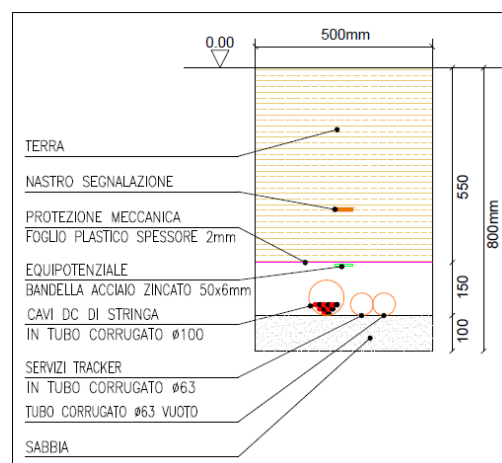 500mm
0.00
TERRA
NASTRO SEGNALAZIONE
PROTEZIONE MECCANICA
FOGLIO PLASTICO SPESSORE 2mm
EQUIPOTENZIALE
BANDELLA ACCIAIO ZINCATO 50x6mm
CAVI DC DI STRINGA
IN TUBO CORRUGATO ø100
SERVIZI TRACKER
IN TUBO CORRUGATO ø63
TUBO CORRUGATO ø63 VUOTO
SABBIA
550
150
100
800mm